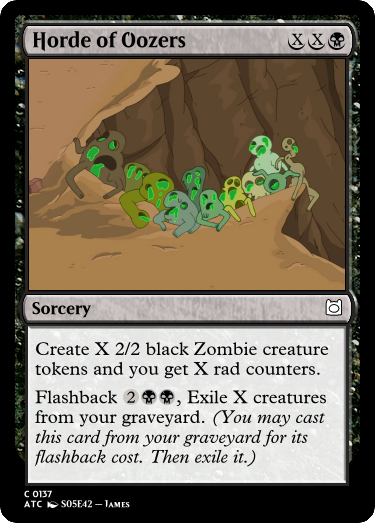 Horde of Oozers XX
Sorcery
Create X 2/2 black Zombie creature
tokens and you get X rad counters.
Flashback 2, Exile X creatures
from your graveyard. (You may cast
this card from your graveyard for its
flashback cost. Then exile it.)
C 0137
ATC S05E42 – James